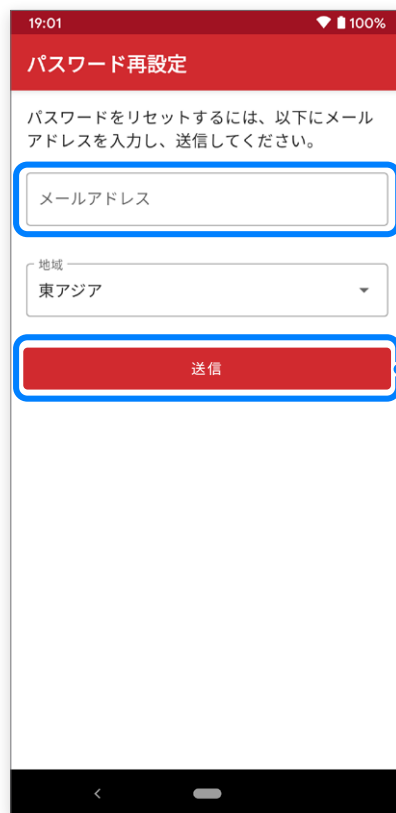 19:01 100%
パスワード再設定
パスワードをリセットするには、以下にメール
アドレスを入力し、送信してください。
メールアドレス
地域
東アジア
送信